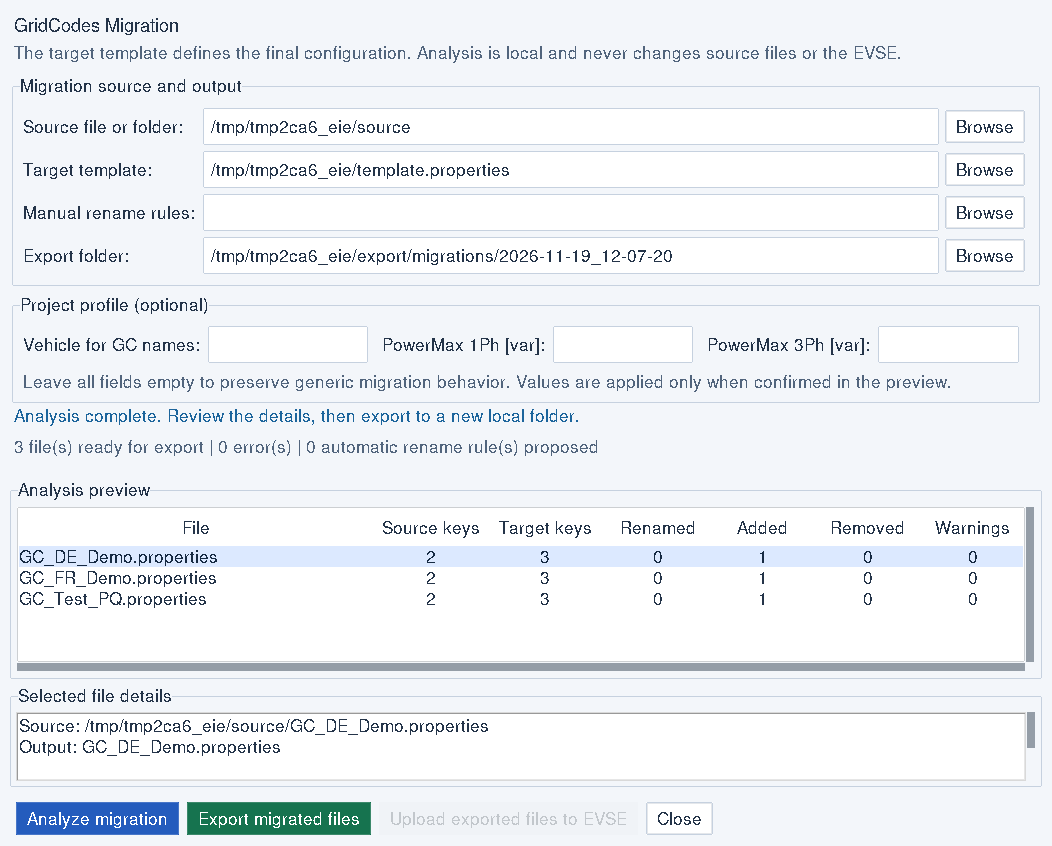 GridCodes Migration
The target template defines the final configuration. Analysis is local and never changes source files or the EVSE.
Migration source and output
Source file or folder: /tmp/tmp2ca6_eie/source Browse
Target template: /tmp/tmp2ca6_eie/template.properties Browse
Manual rename rules: Browse
Export folder: /tmp/tmp2ca6_eie/export/migrations/2026-11-19_12-07-20 Browse
Project profile (optional)
Vehicle for GC names: PowerMax 1Ph [var]: PowerMax 3Ph [var]:
Leave all fields empty to preserve generic migration behavior. Values are applied only when confirmed in the preview.
Analysis complete. Review the details, then export to a new local folder.
3 file(s) ready for export | 0 error(s) | 0 automatic rename rule(s) proposed
Analysis preview
File Source keys Target keys Renamed Added Removed Warnings
GC_DE_Demo.properties 2 3 0 1 0 0
GC_FR_Demo.properties 2 3 0 1 0 0
GC_Test_PQ.properties 2 3 0 1 0 0
Selected file details
Source: /tmp/tmp2ca6_eie/source/GC_DE_Demo.properties
Output: GC_DE_Demo.properties
Analyze migration Export migrated files Upload exported files to EVSE Close